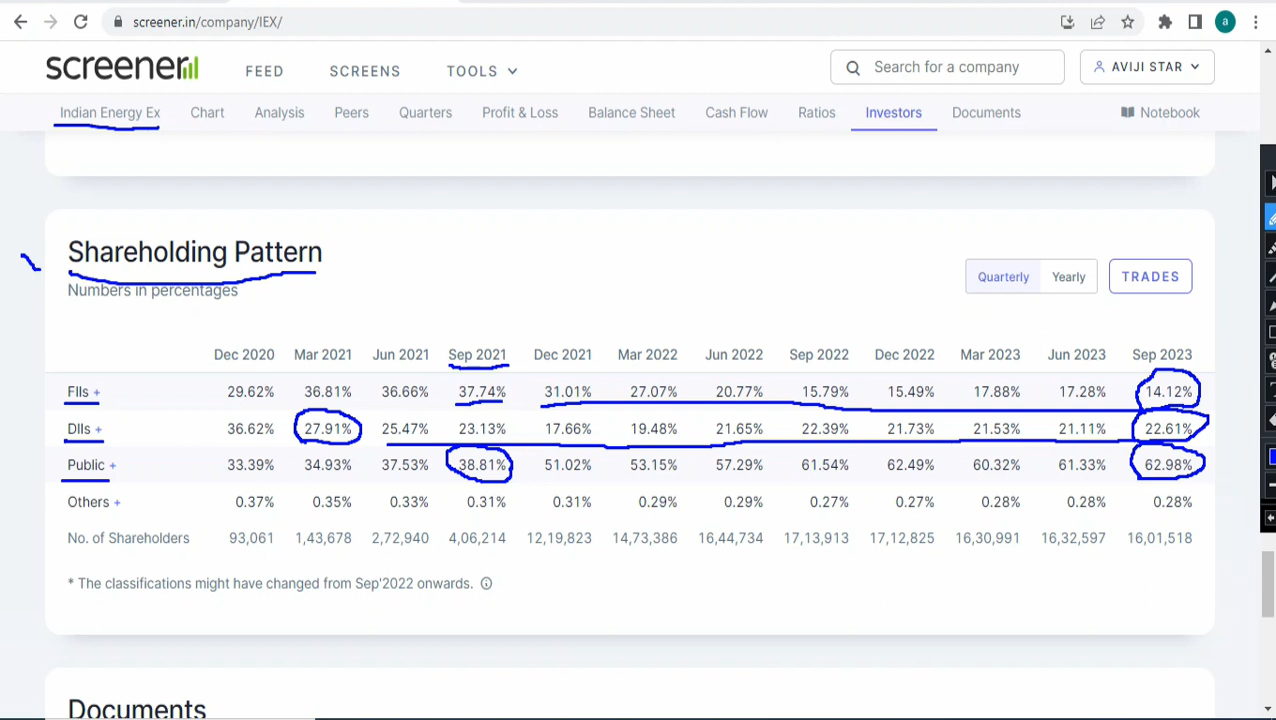 screener.in/company/IEX/
a
screener FEED SCREENS TOOLS Search for a company AVIJI STAR
Indian Energy Ex Chart Analysis Peers Quarters Profit & Loss Balance Sheet Cash Flow Ratios Investors Documents Notebook
Shareholding Pattern
Numbers in percentages
Quarterly Yearly TRADES
Dec 2020 Mar 2021 Jun 2021 Sep 2021 Dec 2021 Mar 2022 Jun 2022 Sep 2022 Dec 2022 Mar 2023 Jun 2023 Sep 2023
FIIs + 29.62% 36.81% 36.66% 37.74% 31.01% 27.07% 20.77% 15.79% 15.49% 17.88% 17.28% 14.12%
DIIs + 36.62% 27.91% 25.47% 23.13% 17.66% 19.48% 21.65% 22.39% 21.73% 21.53% 21.11% 22.61%
Public + 33.39% 34.93% 37.53% 38.81% 51.02% 53.15% 57.29% 61.54% 62.49% 60.32% 61.33% 62.98%
Others + 0.37% 0.35% 0.33% 0.31% 0.31% 0.29% 0.29% 0.27% 0.27% 0.28% 0.28% 0.28%
No. of Shareholders 93,061 1,43,678 2,72,940 4,06,214 12,19,823 14,73,386 16,44,734 17,13,913 17,12,825 16,30,991 16,32,597 16,01,518
* The classifications might have changed from Sep'2022 onwards.
Documents